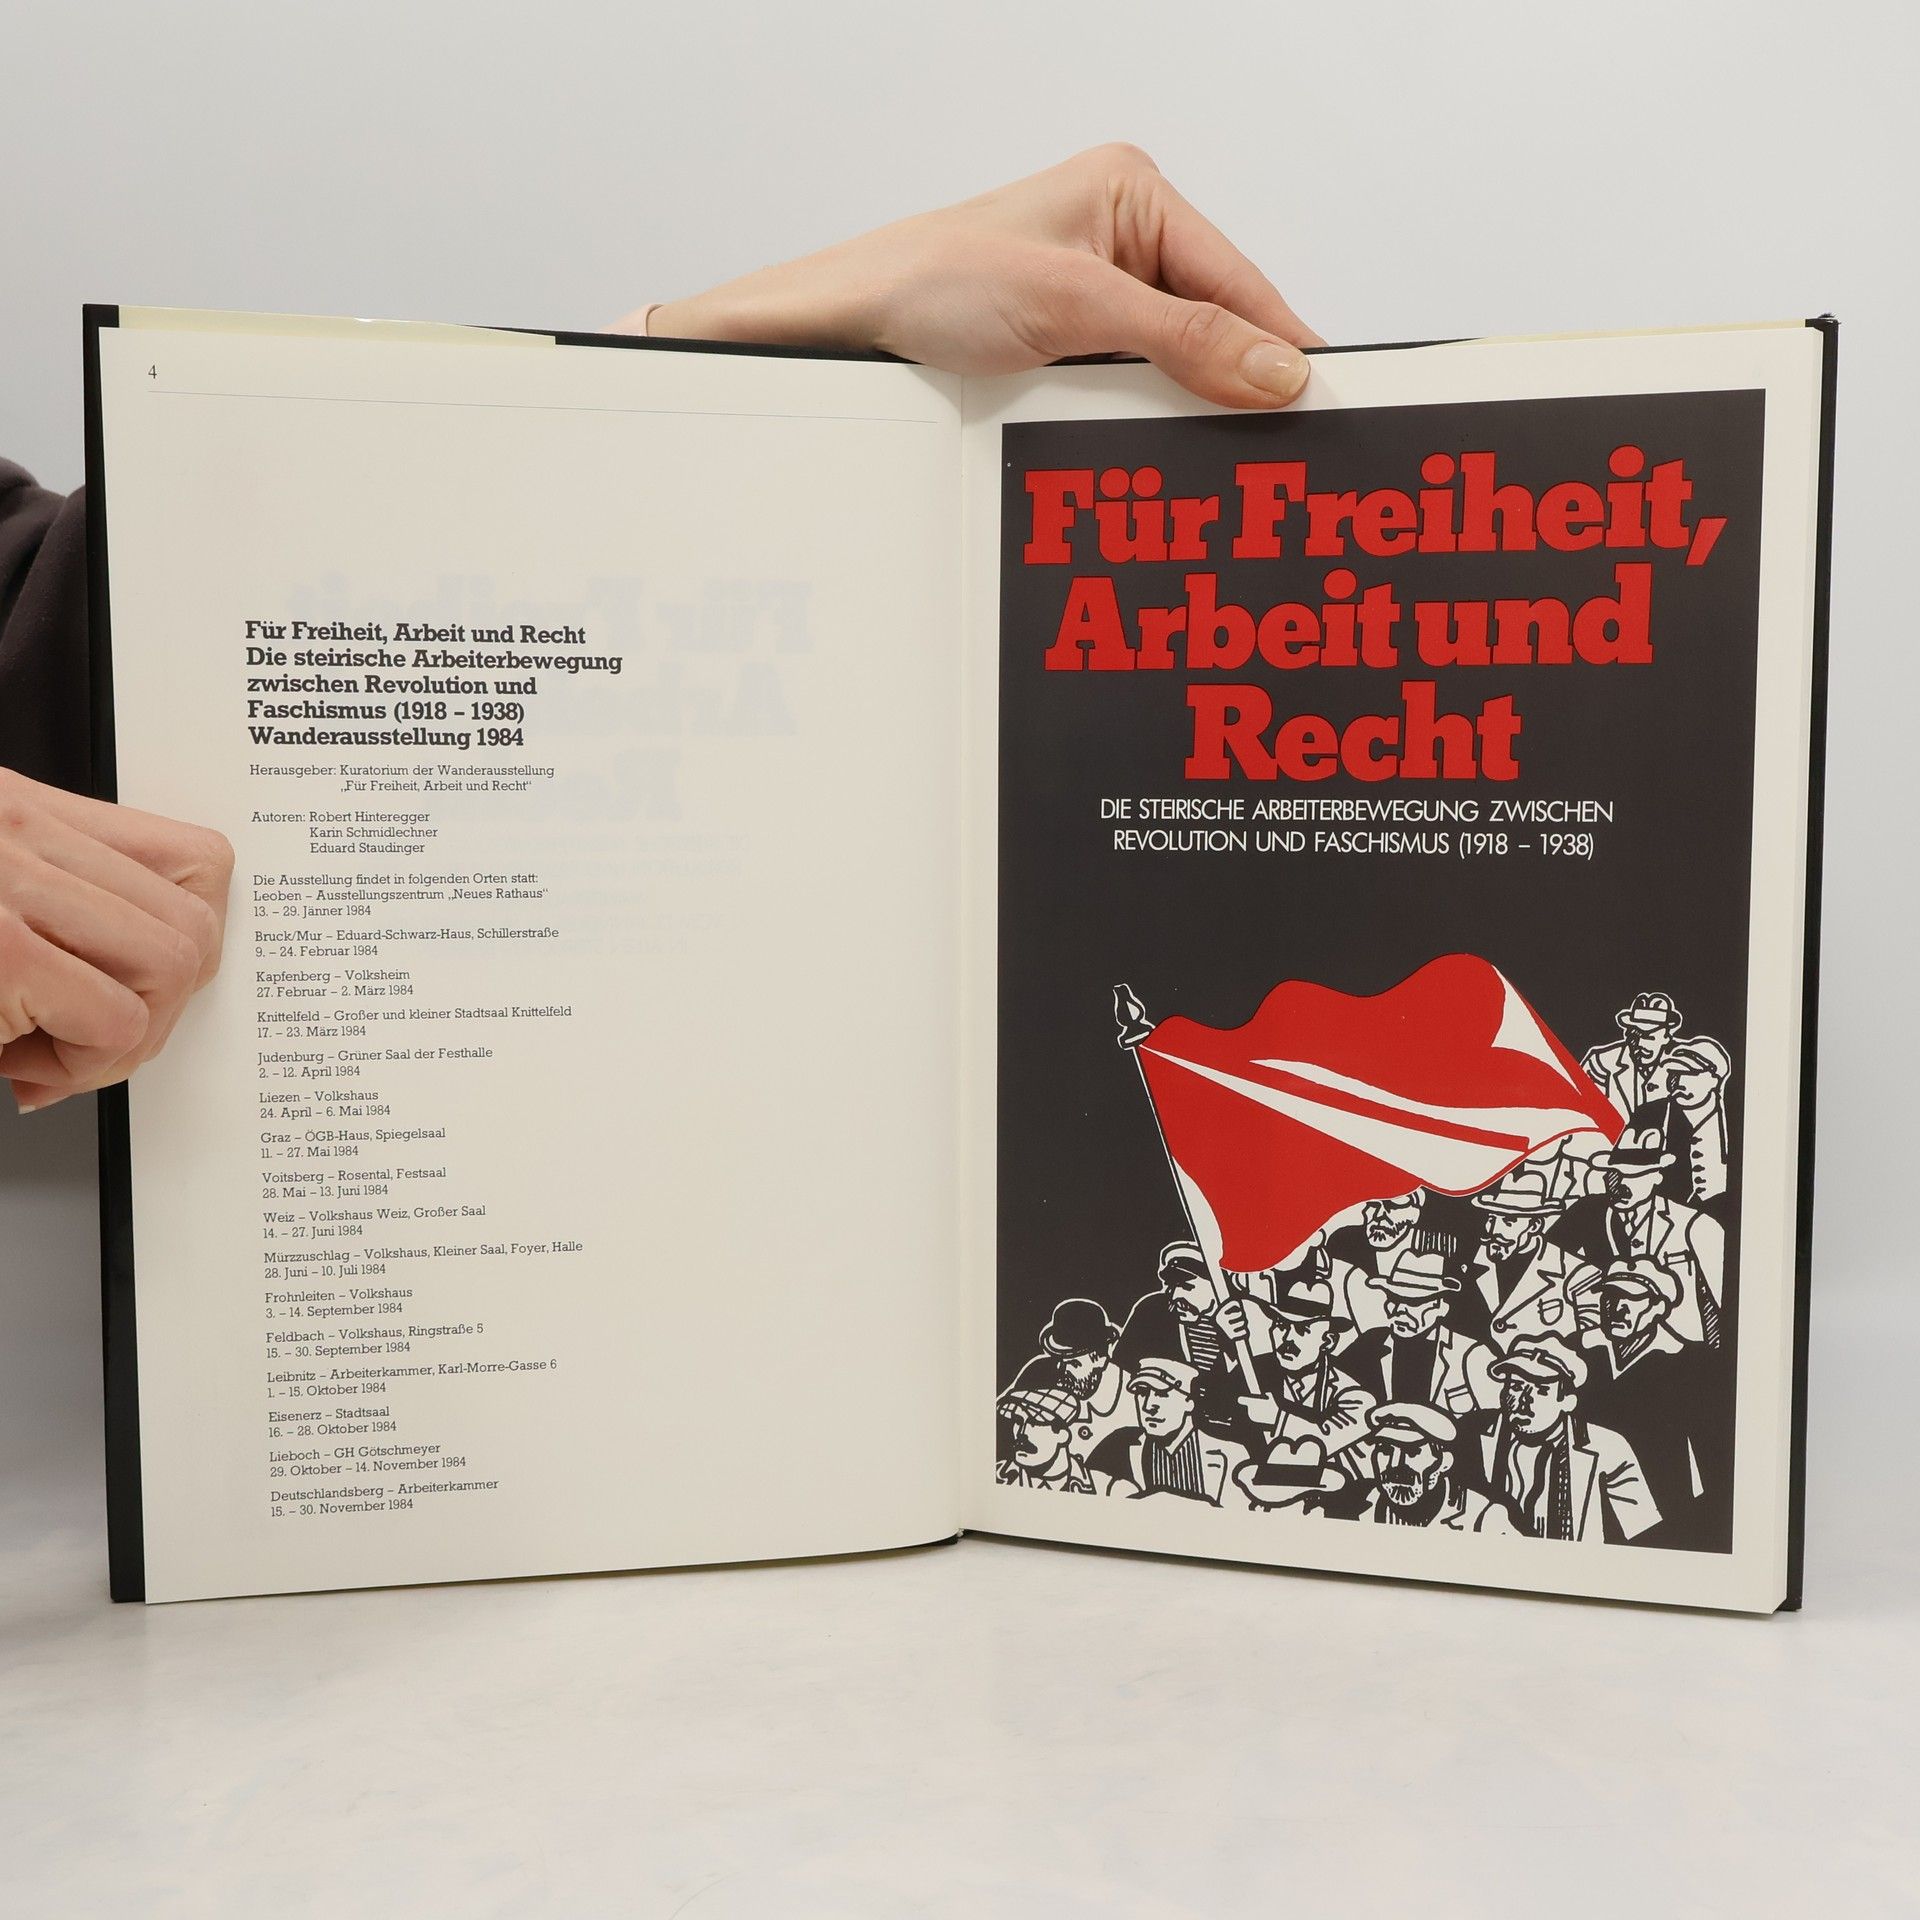 4
Für Freiheit, Arbeit und Recht
Die steirische Arbeiterbewegung
zwischen Revolution und
Faschismus (1918 – 1938)
Wanderausstellung 1984
Herausgeber: Kuratorium der Wanderausstellung
„Für Freiheit, Arbeit und Recht“
Autoren: Robert Hinteregger
Karin Schmidlechner
Eduard Staudinger
Die Ausstellung findet in folgenden Orten statt:
Leoben – Ausstellungszentrum „Neues Rathaus“
13. – 29. Jänner 1984
Bruck/Mur – Eduard-Schwarz-Haus, Schillerstraße
9. – 24. Februar 1984
Kapfenberg – Volksheim
27. Februar – 2. März 1984
Knittelfeld – Großer und kleiner Stadtsaal Knittelfeld
17. – 23. März 1984
Judenburg – Grüner Saal der Festhalle
2. – 12. April 1984
Liezen – Volkshaus
24. April – 6. Mai 1984
Graz – ÖGB-Haus, Spiegelsaal
11. – 27. Mai 1984
Voitsberg – Rosental, Festsaal
28. Mai – 13. Juni 1984
Weiz – Volkshaus Weiz, Großer Saal
14. – 27. Juni 1984
Mürzzuschlag – Volkshaus, Kleiner Saal, Foyer, Halle
28. Juni – 10. Juli 1984
Frohnleiten – Volkshaus
3. – 14. September 1984
Feldbach – Volkshaus, Ringstraße 5
15. – 30. September 1984
Leibnitz – Arbeiterkammer, Karl-Morre-Gasse 6
1. – 15. Oktober 1984
Eisenerz – Stadtsaal
16. – 28. Oktober 1984
Lieboch – GH Götschmeyer
29. Oktober – 14. November 1984
Deutschlandsberg – Arbeiterkammer
15. – 30. November 1984
Für Freiheit,
Arbeit und
Recht
DIE STEIRISCHE ARBEITERBEWEGUNG ZWISCHEN
REVOLUTION UND FASCHISMUS (1918 – 1938)